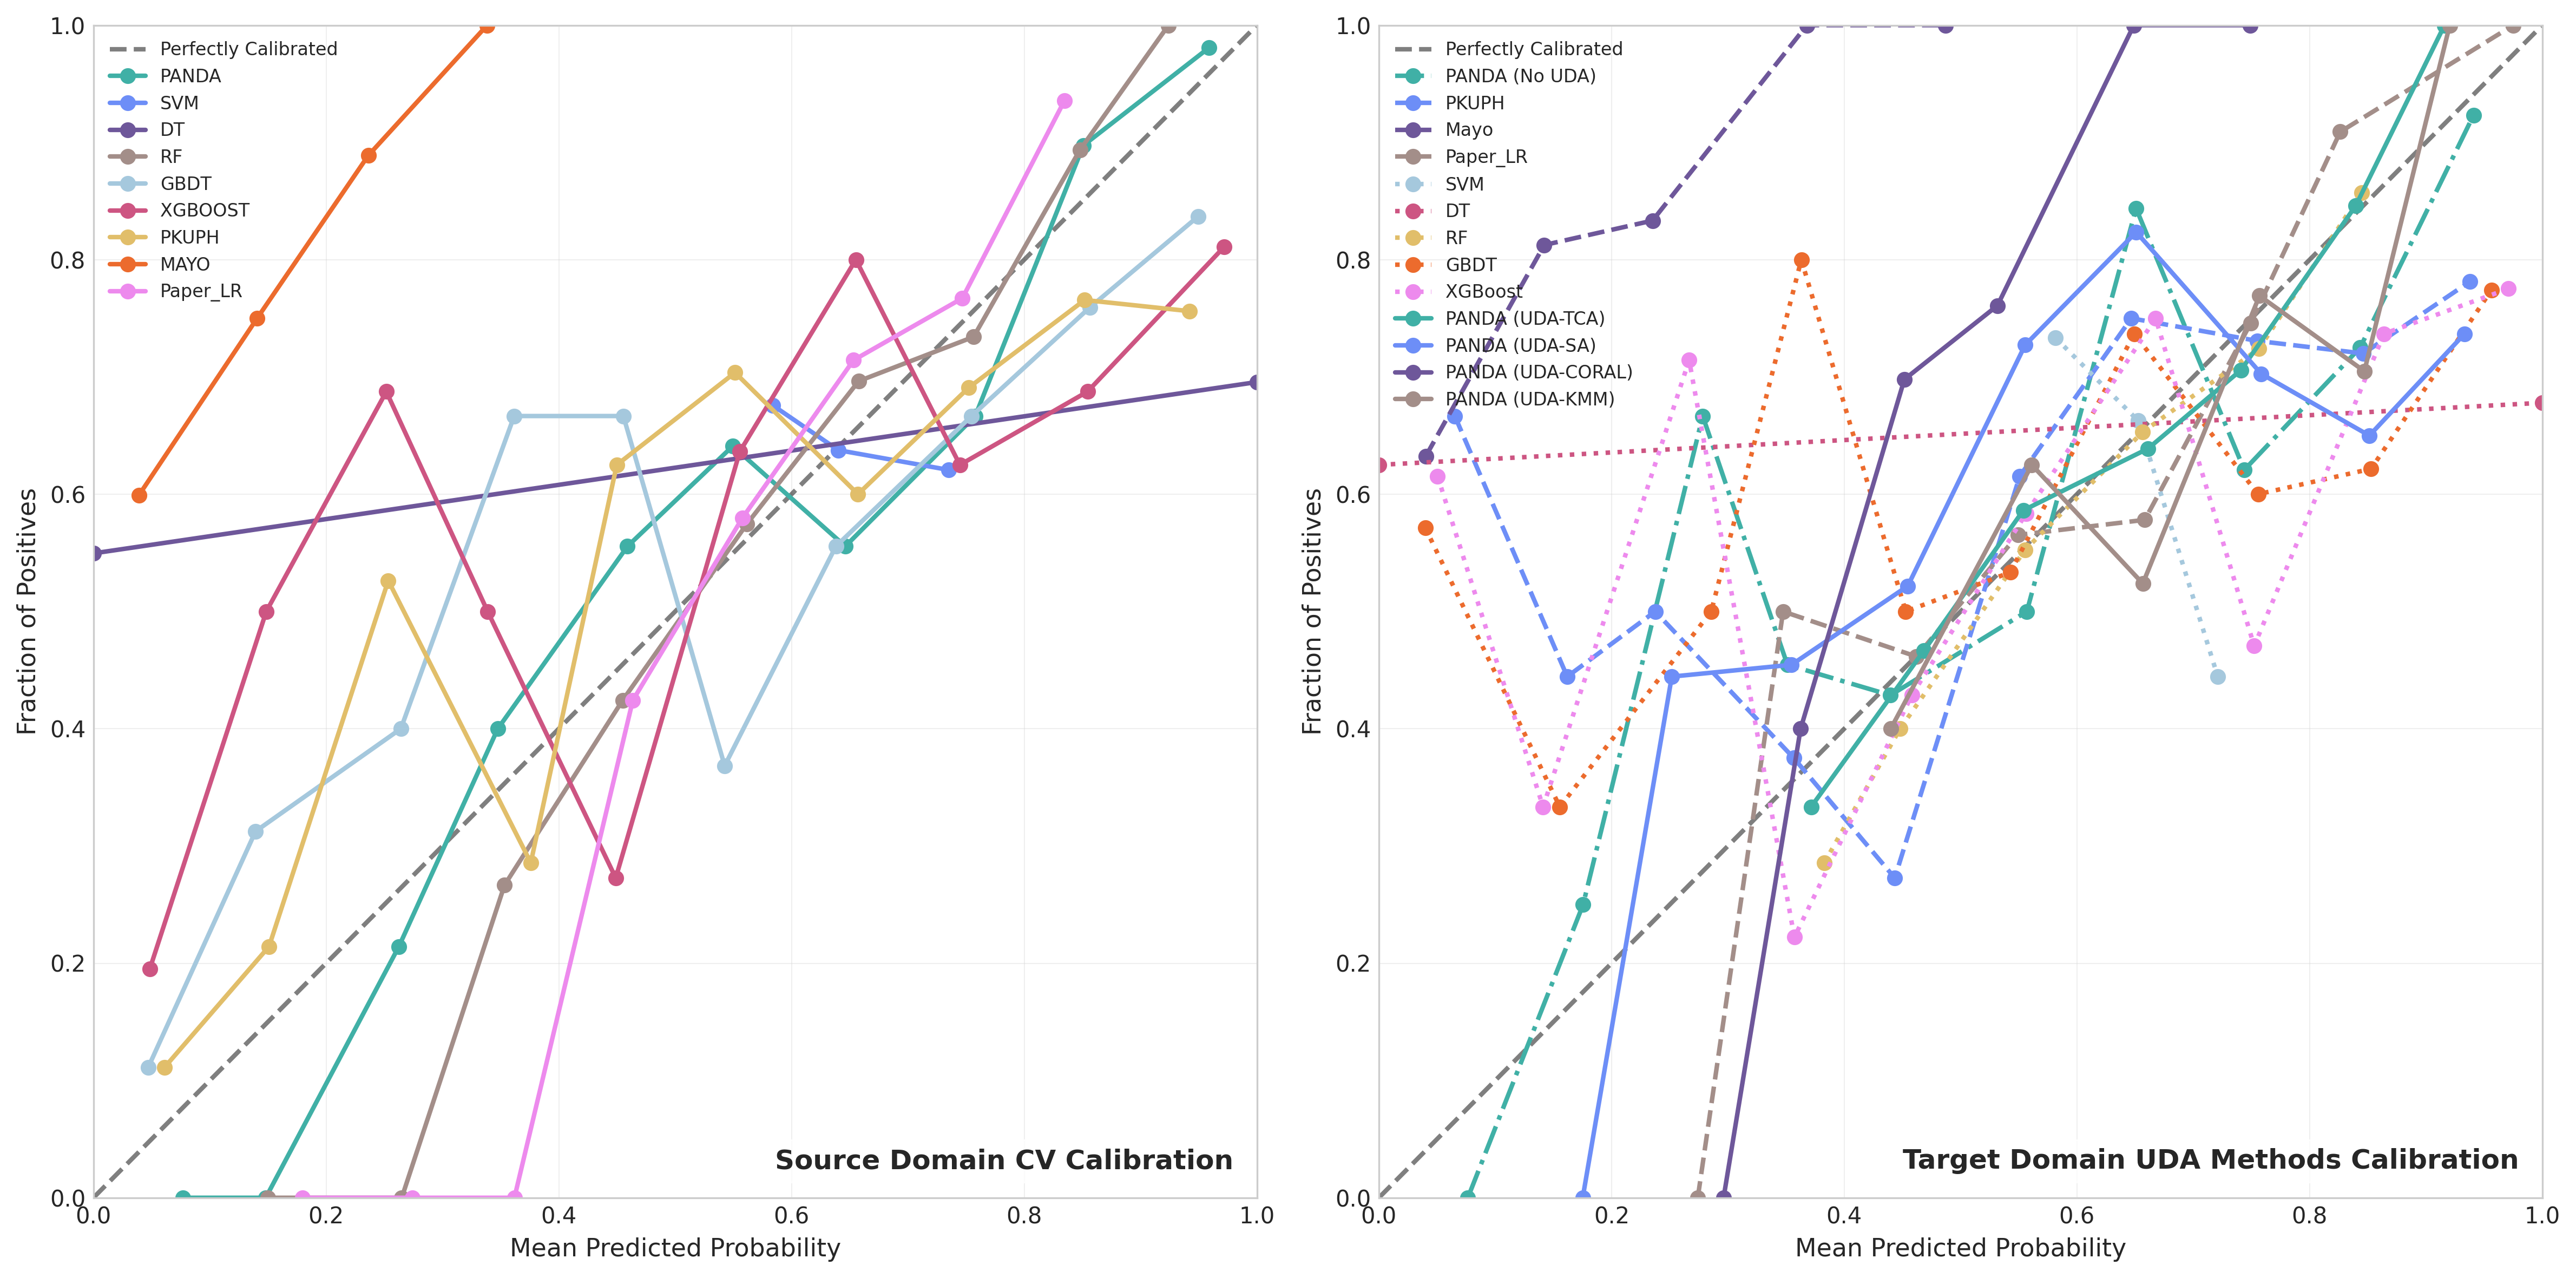 1.0
0.8
0.6
0.4
0.2
0.0
Fraction of Positives
Perfectly Calibrated
PANDA
SVM
DT
RF
GBDT
XGBOOST
PKUPH
MAYO
Paper_LR
Source Domain CV Calibration
0.0 0.2 0.4 0.6 0.8 1.0
Mean Predicted Probability
1.0
0.8
0.6
0.4
0.2
0.0
Fraction of Positives
Perfectly Calibrated
PANDA (No UDA)
PKUPH
Mayo
Paper_LR
SVM
DT
RF
GBDT
XGBoost
PANDA (UDA-TCA)
PANDA (UDA-SA)
PANDA (UDA-CORAL)
PANDA (UDA-KMM)
Target Domain UDA Methods Calibration
0.0 0.2 0.4 0.6 0.8 1.0
Mean Predicted Probability